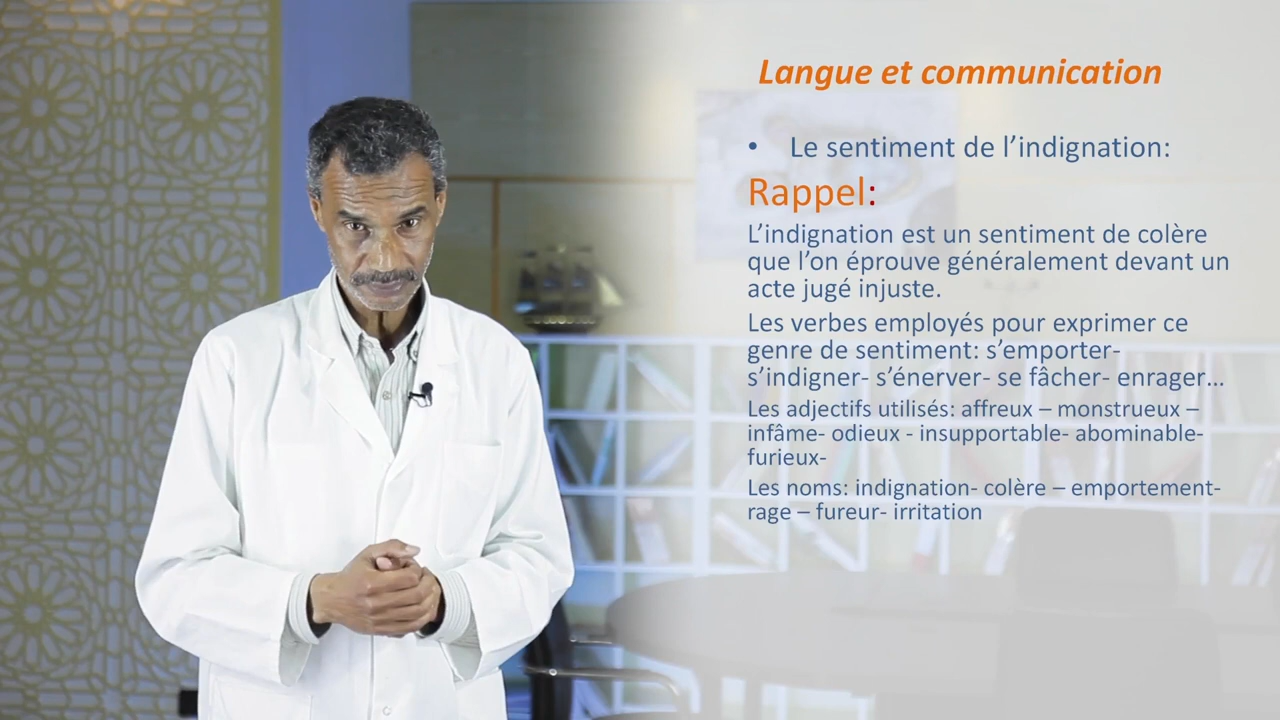 Langue et communication
• Le sentiment de l’indignation:
Rappel:
L’indignation est un sentiment de colère
que l’on éprouve généralement devant un
acte jugé injuste.
Les verbes employés pour exprimer ce
genre de sentiment: s’emporter-
s’indigner- s’énerver- se fâcher- enrager…
Les adjectifs utilisés: affreux – monstrueux –
infâme- odieux - insupportable- abominable-
furieux-
Les noms: indignation- colère – emportement-
rage – fureur- irritation